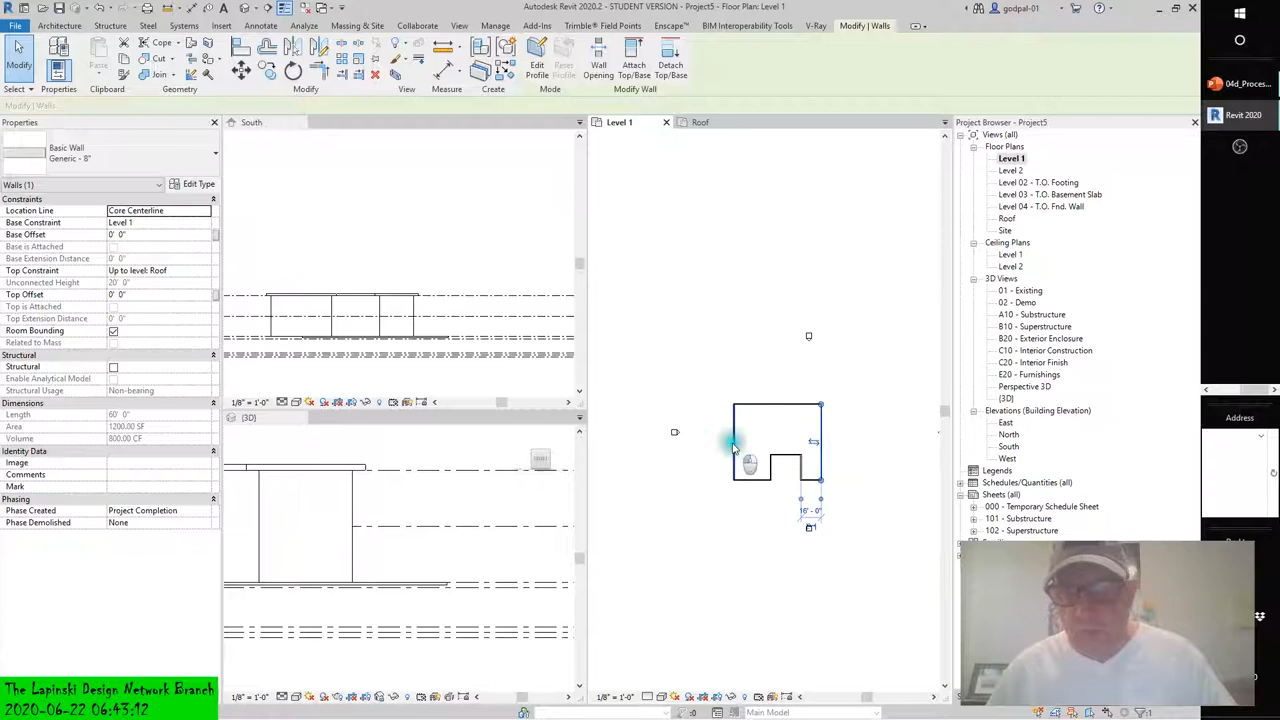 Autodesk Revit 2020.2 - STUDENT VERSION - Project5 - Floor Plan: Level 1
godpal-01
File Architecture Structure Steel Systems Insert Annotate Analyze Massing & Site Collaborate View Manage Add-Ins Trimble® Field Points Enscape™ BIM Interoperability Tools V-Ray Modify | Walls
Modify Properties Paste Cope Cut Join Edit Profile Reset Profile Wall Opening Attach Top/Base Detach Top/Base
Select Properties Clipboard Geometry Modify View Measure Create Mode Modify Wall
Modify | Walls
Properties
Basic Wall
Generic - 8"
Walls (1) Edit Type
Constraints
Location Line Core Centerline
Base Constraint Level 1
Base Offset 0' 0"
Base is Attached
Base Extension Distance 0' 0"
Top Constraint Up to level: Roof
Unconnected Height 20' 0"
Top Offset 0' 0"
Top is Attached
Top Extension Distance 0' 0"
Room Bounding
Related to Mass
Structural
Structural
Enable Analytical Model
Structural Usage Non-bearing
Dimensions
Length 60' 0"
Area 1200.00 SF
Volume 800.00 CF
Identity Data
Image
Comments
Mark
Phasing
Phase Created Project Completion
Phase Demolished None
South
1/8" = 1'-0"
{3D}
1/8" = 1'-0"
Level 1
Roof
16' - 0"
1/8" = 1'-0"
Main Model
:0
:1
Project Browser - Project5
Views (all)
Floor Plans
Level 1
Level 2
Level 02 - T.O. Footing
Level 03 - T.O. Basement Slab
Level 04 - T.O. Fnd. Wall
Roof
Site
Ceiling Plans
Level 1
Level 2
3D Views
01 - Existing
02 - Demo
A10 - Substructure
B10 - Superstructure
B20 - Exterior Enclosure
C10 - Interior Construction
C20 - Interior Finish
E20 - Furnishings
Perspective 3D
{3D}
Elevations (Building Elevation)
East
North
South
West
Legends
Schedules/Quantities (all)
Sheets (all)
000 - Temporary Schedule Sheet
101 - Substructure
102 - Superstructure
04d_Proces...
Revit 2020
Address
The Lapinski Design Network Branch
2020-06-22 06:43:12